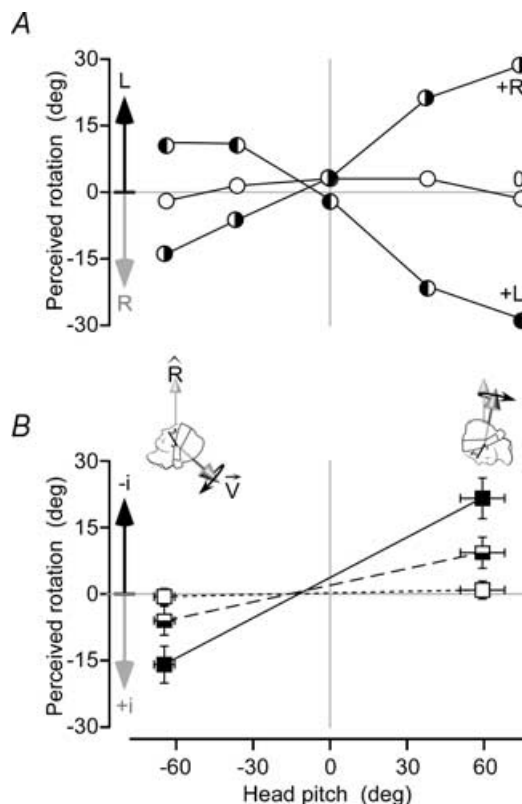 A
30
15
0
-15
-30
Perceived rotation (deg)
L
R
+R
0
+L
B
R̂
V⃗
30
15
0
-15
-30
Perceived rotation (deg)
-i
+i
-60 -30 0 30 60
Head pitch (deg)